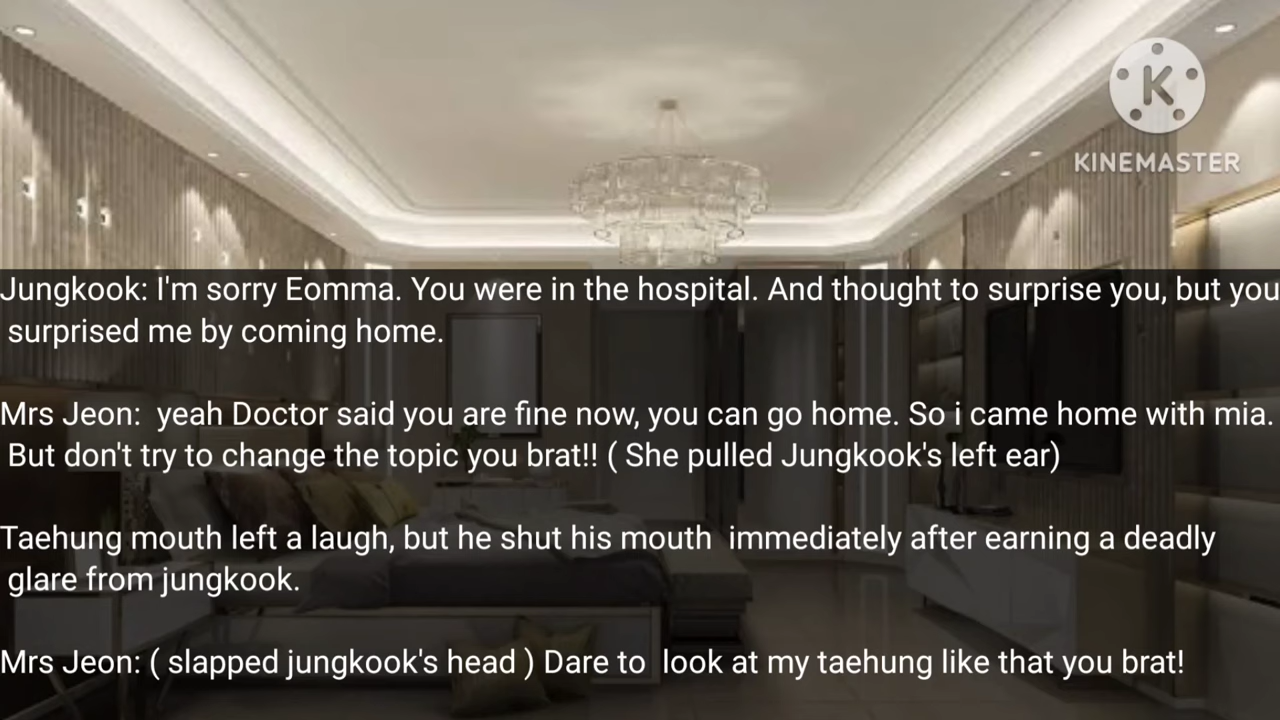 KINEMASTER
Jungkook: I'm sorry Eomma. You were in the hospital. And thought to surprise you, but you
surprised me by coming home.
Mrs Jeon:  yeah Doctor said you are fine now, you can go home. So i came home with mia.
But don't try to change the topic you brat!! ( She pulled Jungkook's left ear)
Taehung mouth left a laugh, but he shut his mouth  immediately after earning a deadly
glare from jungkook.
Mrs Jeon: ( slapped jungkook's head ) Dare to  look at my taehung like that you brat!